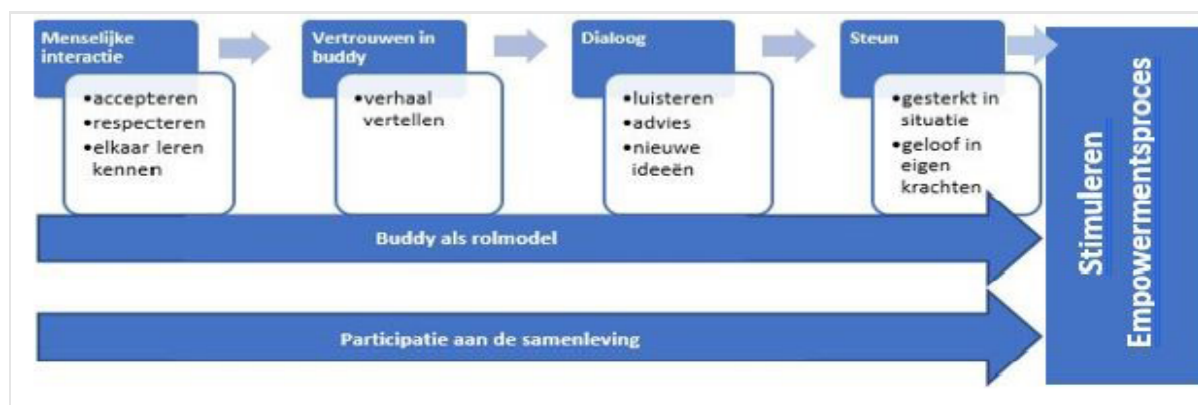 Menselijke
interactie
•accepteren
•respecteren
•elkaar leren
kennen
Vertrouwen in
buddy
•verhaal
vertellen
Dialoog
•luisteren
•advies
•nieuwe
ideeën
Steun
•gesterkt in
situatie
•geloof in
eigen
krachten
Buddy als rolmodel
Participatie aan de samenleving
Stimuleren
Empowermentsproces